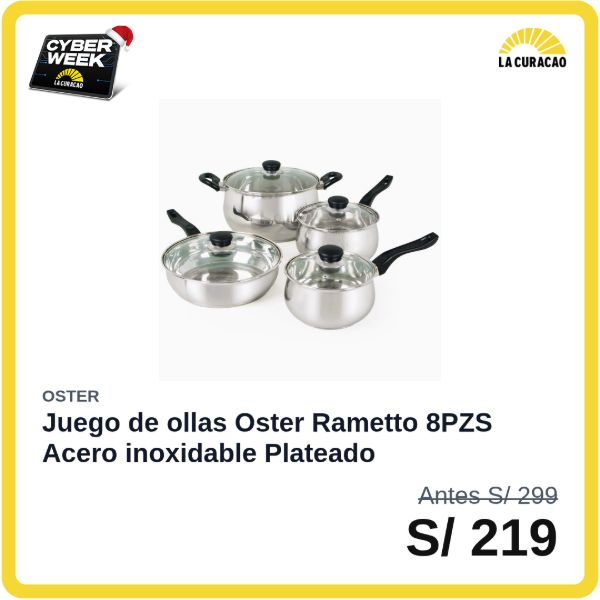 CYBER
WEEK
LA CURACAO
LA CURACAO
OSTER
Juego de ollas Oster Rametto 8PZS
Acero inoxidable Plateado
Antes S/ 299
S/ 219